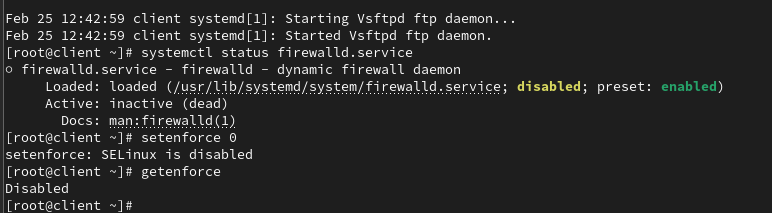 Feb 25 12:42:59 client systemd[1]: Starting Vsftpd ftp daemon...
Feb 25 12:42:59 client systemd[1]: Started Vsftpd ftp daemon.
[root@client ~]# systemctl status firewalld.service
○ firewalld.service - firewalld - dynamic firewall daemon
     Loaded: loaded (/usr/lib/systemd/system/firewalld.service; disabled; preset: enabled)
     Active: inactive (dead)
       Docs: man:firewalld(1)
[root@client ~]# setenforce 0
setenforce: SELinux is disabled
[root@client ~]# getenforce
Disabled
[root@client ~]#